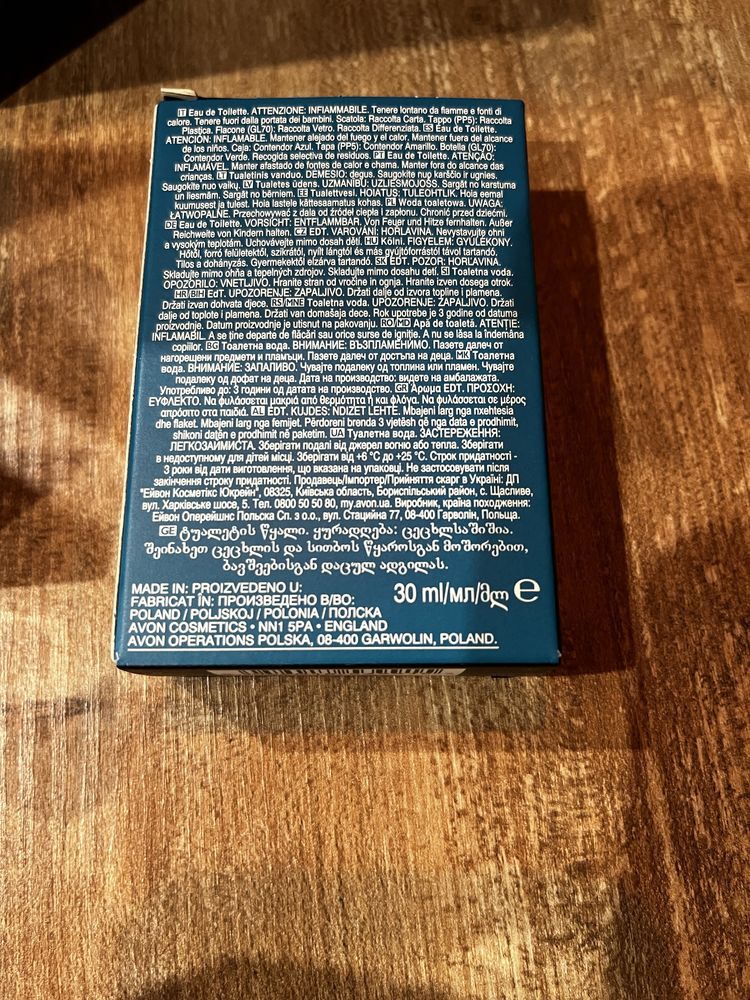 IT Eau de Toilette. ATTENZIONE: INFIAMMABILE. Tenere lontano da fiamme e fonti di
calore. Tenere fuori dalla portata dei bambini. Scatola: Raccolta Carta. Tappo (PP5): Raccolta
Plastica. Flacone (GL70): Raccolta Vetro. Raccolta Differenziata. ES Eau de Toilette.
ATENCIÓN: INFLAMABLE. Mantener alejado del fuego y el calor. Mantener fuera del alcance
de los niños. Caja: Contendor Azul. Tapa (PP5): Contendor Amarillo. Botella (GL70):
Contendor Verde. Recogida selectiva de residuos. PT Eau de Toilette. ATENÇÃO:
INFLAMÁVEL. Manter afastado de fontes de calor e chama. Manter fora do alcance das
crianças. LT Tualetinis vanduo. DEMESIO: degus. Saugokite nuo karščio ir ugnies.
Saugokite nuo vaikų. LV Tualetes ūdens. UZMANĪBU: UZLIESMOJOŠS. Sargāt no karstuma
un liesmām. Sargāt no bērniem. EE Tualettvesi. HOIATUS: TULEOHTLIK. Hoia eemal
kuumusest ja tulest. Hoia lastele kättesaamatus kohas. PL Woda toaletowa. UWAGA:
ŁATWOPALNE. Przechowywać z dala od źródeł ciepła i zapłonu. Chronić przed dziećmi.
DE Eau de Toilette. VORSICHT: ENTFLAMMBAR. Von Feuer und Hitze fernhalten. Außer
Reichweite von Kindern halten. CZ EDT. VAROVÁNÍ: HORLAVINA. Nevystavujte ohni
a vysokým teplotám. Uchovávejte mimo dosah dětí. HU Kölni. FIGYELEM: GYÚLÉKONY.
Hőtől, forró felületektől, szikrától, nyílt lángtól és más gyújtóforrástól távol tartandó.
Tilos a dohányzás. Gyermekektől elzárva tartandó. SK EDT. POZOR: HORĽAVINA.
Skladujte mimo ohňa a tepelných zdrojov. Skladujte mimo dosahu detí. SI Toaletna voda.
OPOZORILO: VNETLJIVO. Hranite stran od vročine in ognja. Hranite izven dosega otrok.
HR/BIH EdT. UPOZORENJE: ZAPALJIVO. Držati dalje od izvora topline i plamena.
Držati izvan dohvata djece. RS/MNE Toaletna voda. UPOZORENJE: ZAPALJIVO. Držati
dalje od toplote i plamena. Držati van domašaja dece. Rok upotrebe je 3 godine od datuma
proizvodnje. Datum proizvodnje je utisnut na pakovanju. RO/MD Apă de toaletă. ATENŢIE:
INFLAMABIL. A se ţine departe de flăcări sau orice surse de igniţie. A nu se lăsa la îndemâna
copiilor. BG Тоалетна вода. ВНИМАНИЕ: ВЪЗПЛАМЕНИМО. Пазете далеч от
нагорещени предмети и пламъци. Пазете далеч от достъпа на деца. MK Тоалетна
вода. ВНИМАНИЕ: ЗАПАЛИВО. Чувајте подалеку од топлина или пламен. Чувајте
подалеку од дофат на деца. Дата на производство: видете на амбалажата.
Употребливо до: 3 години од датата на производство. GR Άρωμα EDT. ΠΡΟΣΟΧΗ:
ΕΥΦΛΕΚΤΟ. Να φυλάσσεται μακριά από θερμότητα ή και φλόγα. Να φυλάσσεται σε μέρος
απρόσιτο στα παιδιά. AL EDT. KUJDES: NDIZET LEHTE. Mbajeni larg nga nxehtesia
dhe flaket. Mbajeni larg nga femijet. Përdoreni brenda 3 vjetësh që nga data e prodhimit,
shikoni datën e prodhimit në paketim. UA Туалетна вода. ЗАСТЕРЕЖЕННЯ:
ЛЕГКОЗАЙМИСТА. Зберігати подалі від джерел вогню або тепла. Зберігати
в недоступному для дітей місці. Зберігати від +6 °C до +25 °C. Строк придатності -
3 роки від дати виготовлення, що вказана на упаковці. Не застосовувати після
закінчення строку придатності. Продавець/Імпортер/Прийняття скарг в Україні: ДП
"Ейвон Косметікс Юкрейн", 08325, Київська область, Бориспільський район, с. Щасливе,
вул. Харківське шосе, 5. Тел. 0800 50 50 80, my.avon.ua. Виробник, країна походження:
Ейвон Оперейшнс Польска Сп. з о.о., вул. Стаційна 77, 08-400 Гарволін, Польща.
GE ტუალეტის წყალი. ყურადღება: ცეცხლსაშიშია.
შეინახეთ ცეცხლის და სითბოს წყაროსგან მოშორებით,
ბავშვებისგან დაცულ ადგილას.
MADE IN: PROIZVEDENO U:
FABRICAT ÎN: ПРОИЗВЕДЕНО В/ВО:
POLAND / POLJSKOJ / POLONIA / ПОЛСКА
AVON COSMETICS • NN1 5PA • ENGLAND
AVON OPERATIONS POLSKA, 08-400 GARWOLIN, POLAND.
30 ml/мл/მლ e